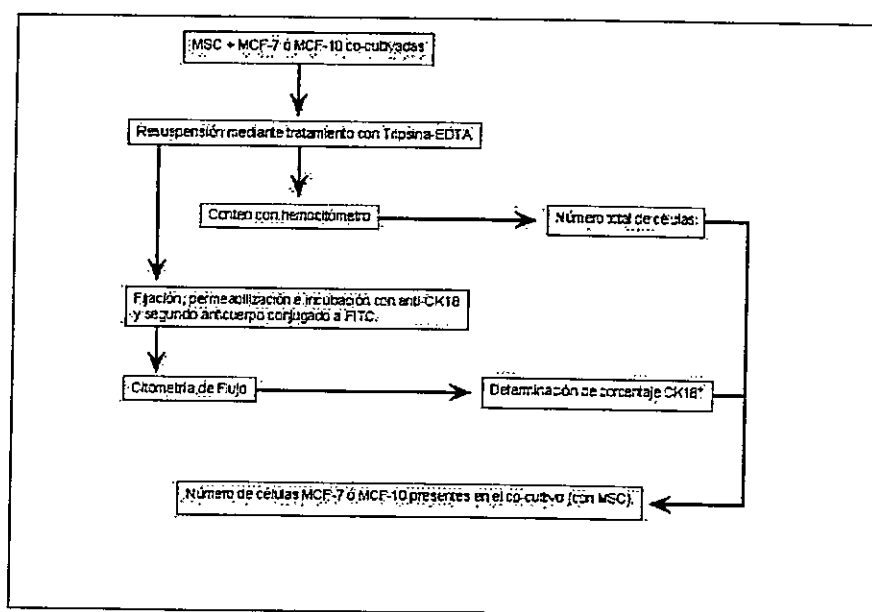 MSC + MCF-7 ó MCF-10 co-cultivadas
Resuspensión mediante tratamiento con Tripsina-EDTA
Conteo con hemocitómetro
Número total de células.
Fijación, permeabilización e incubación con anti-CK18
y segundo anticuerpo conjugado a FITC.
Citometría de Flujo
Determinación de porcentaje CK18⁺
Número de células MCF-7 ó MCF-10 presentes en el co-cultivo (con MSC).